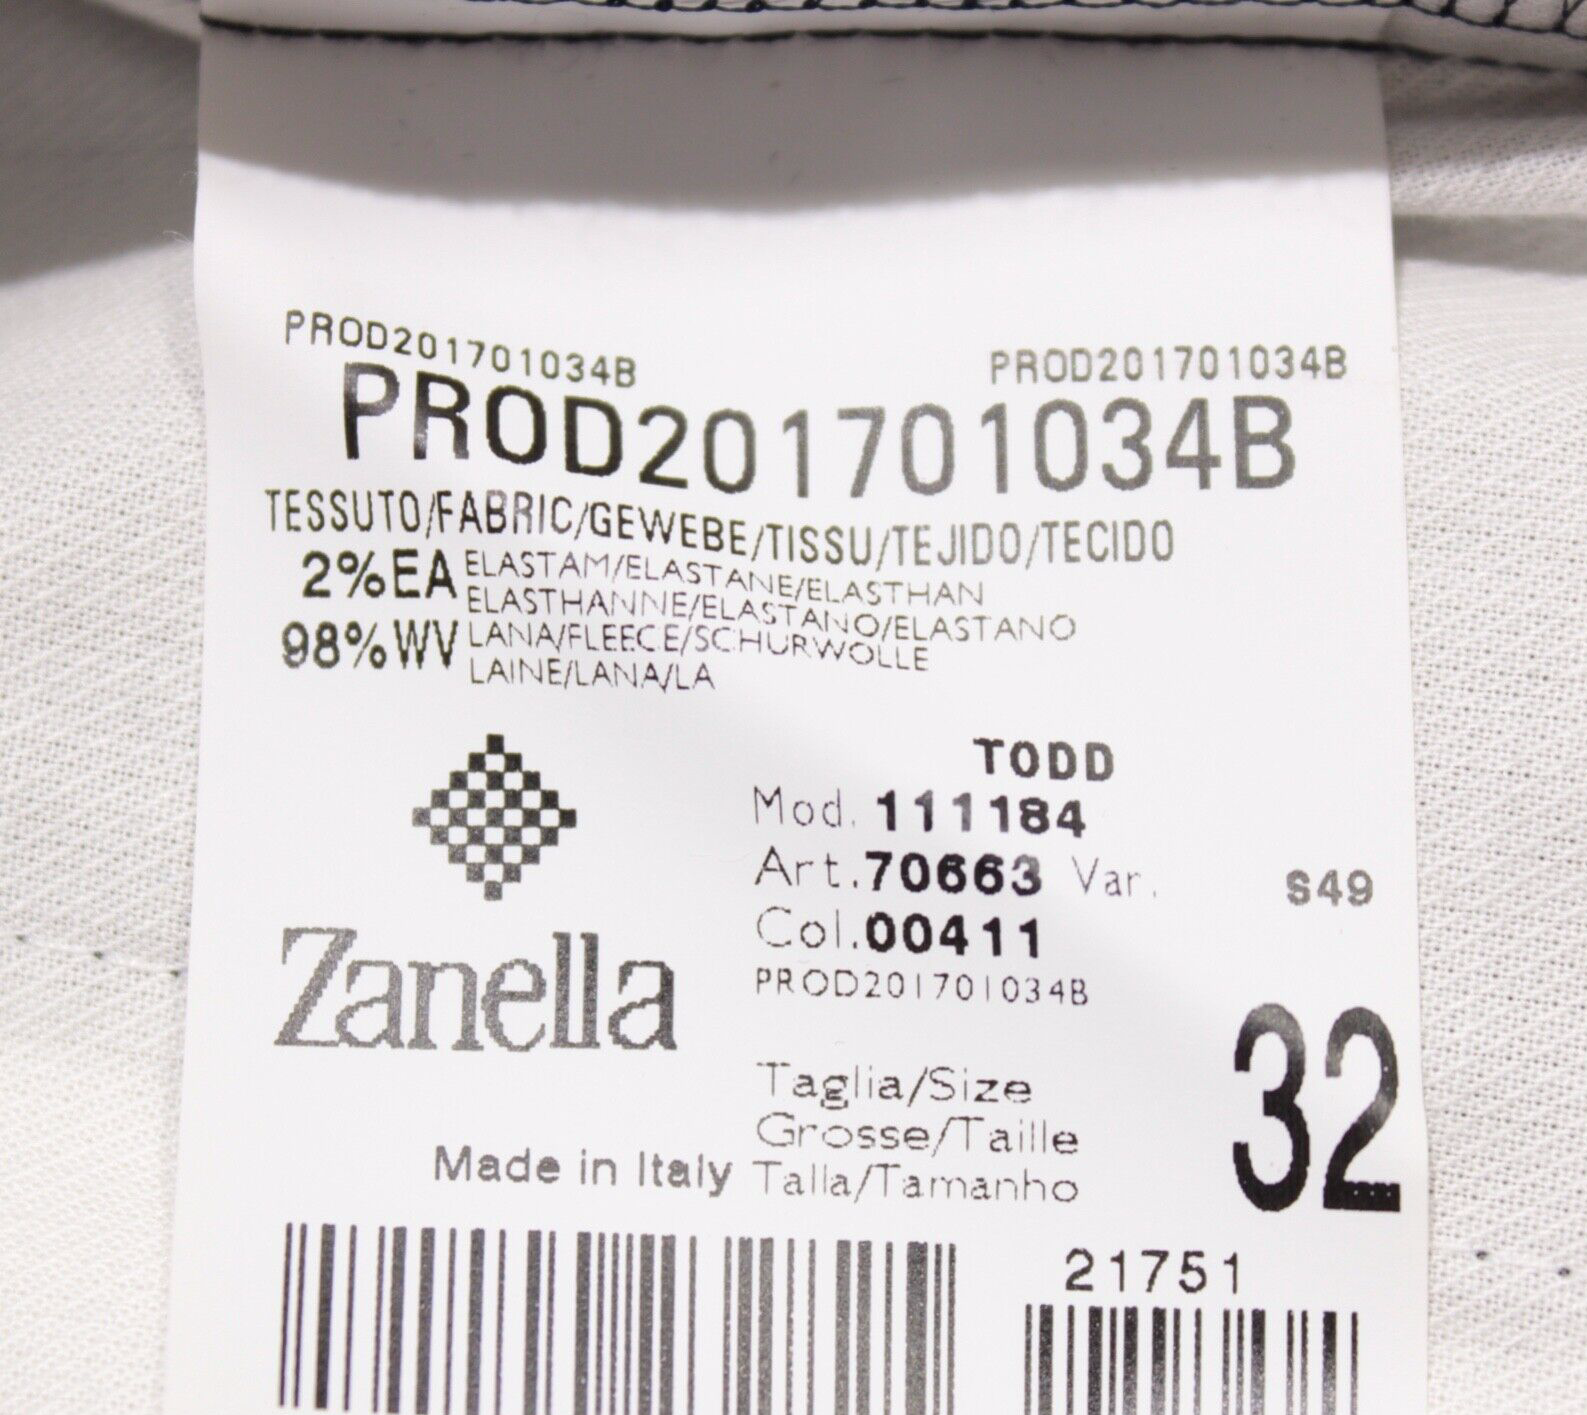 PROD201701034B PROD201701034B
PROD201701034B
TESSUTO/FABRIC/GEWEBE/TISSU/TEJIDO/TECIDO
2%EA ELASTAM/ELASTANE/ELASTHAN
ELASTHANNE/ELASTANO/ELASTANO
98%WV LANA/FLEECE/SCHURWOLLE
LAINE/LANA/LA
TODD
Mod. 111184
Art.70663 Var. S49
Col.00411
PROD201701034B
Zanella
Taglia/Size
Grosse/Taille
Talla/Tamanho
32
Made in Italy
21751